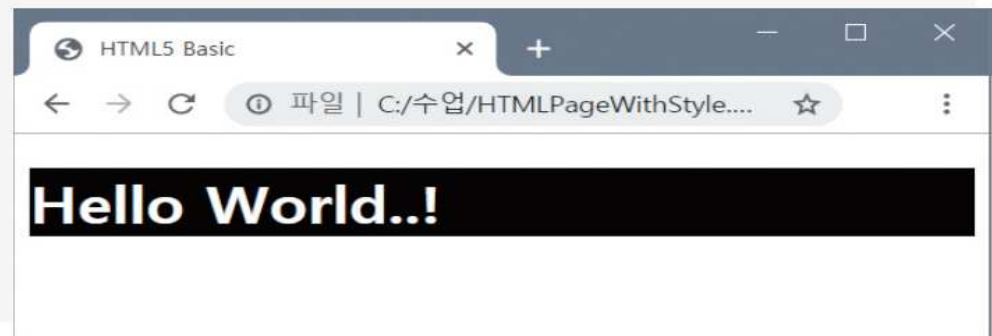 HTML5 Basic
파일 | C:/수업/HTMLPageWithStyle....
Hello World..!